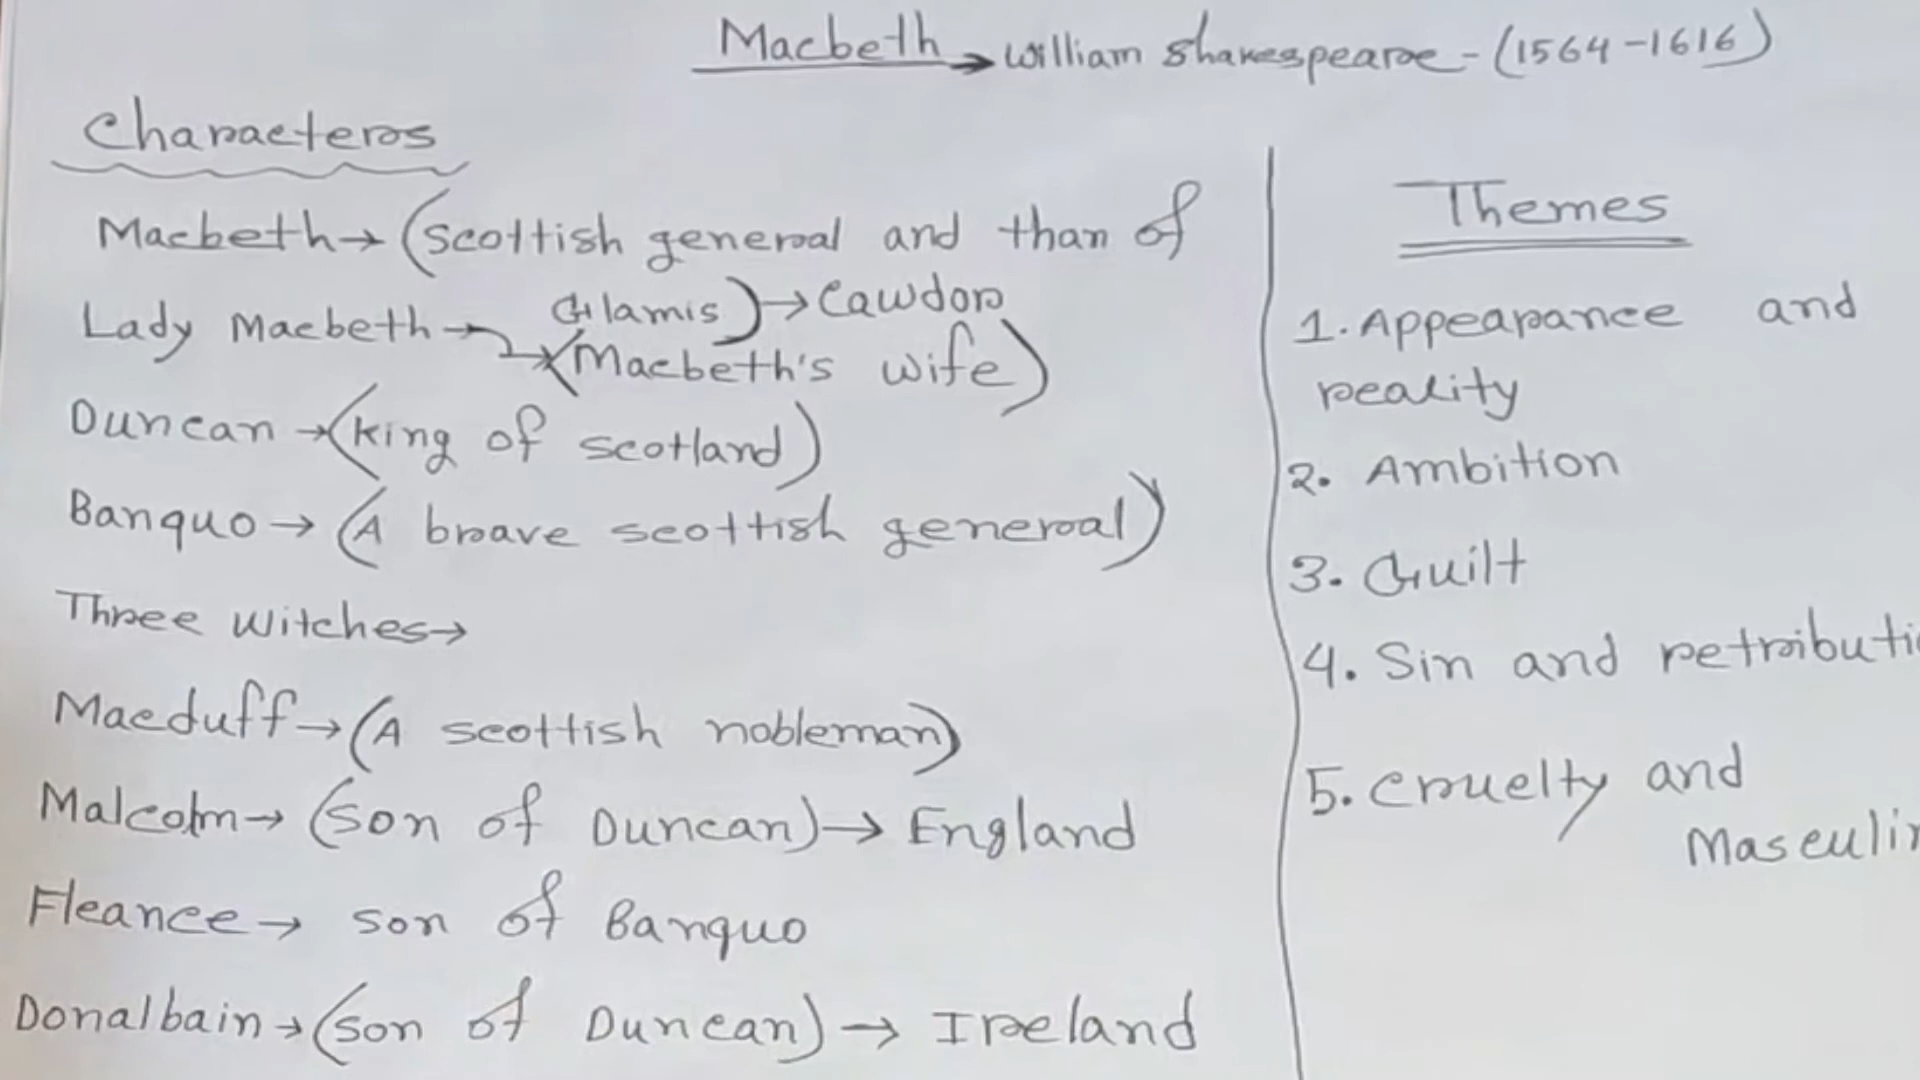 Macbeth → William Shakespeare - (1564-1616)
Characters
Macbeth → (Scottish general and than of
Glamis) → Cawdor
Lady Macbeth → (Macbeth's wife)
Duncan → (king of scotland)
Banquo → (A brave scottish general)
Three witches →
Macduff → (A scottish nobleman)
Malcolm → (son of Duncan) → England
Fleance → son of Banquo
Donalbain → (son of Duncan) → Ireland
Themes
1. Appearance and
reality
2. Ambition
3. Guilt
4. Sin and retributi
5. Cruelty and
Masculin